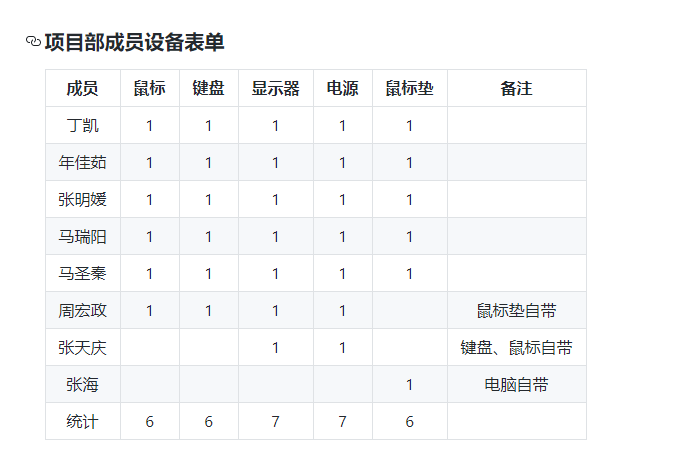 项目部成员设备表单
成员 鼠标 键盘 显示器 电源 鼠标垫 备注
丁凯 1 1 1 1 1
年佳茹 1 1 1 1 1
张明媛 1 1 1 1 1
马瑞阳 1 1 1 1 1
马圣秦 1 1 1 1 1
周宏政 1 1 1 1 鼠标垫自带
张天庆 1 1 键盘、鼠标自带
张海 1 电脑自带
统计 6 6 7 7 6